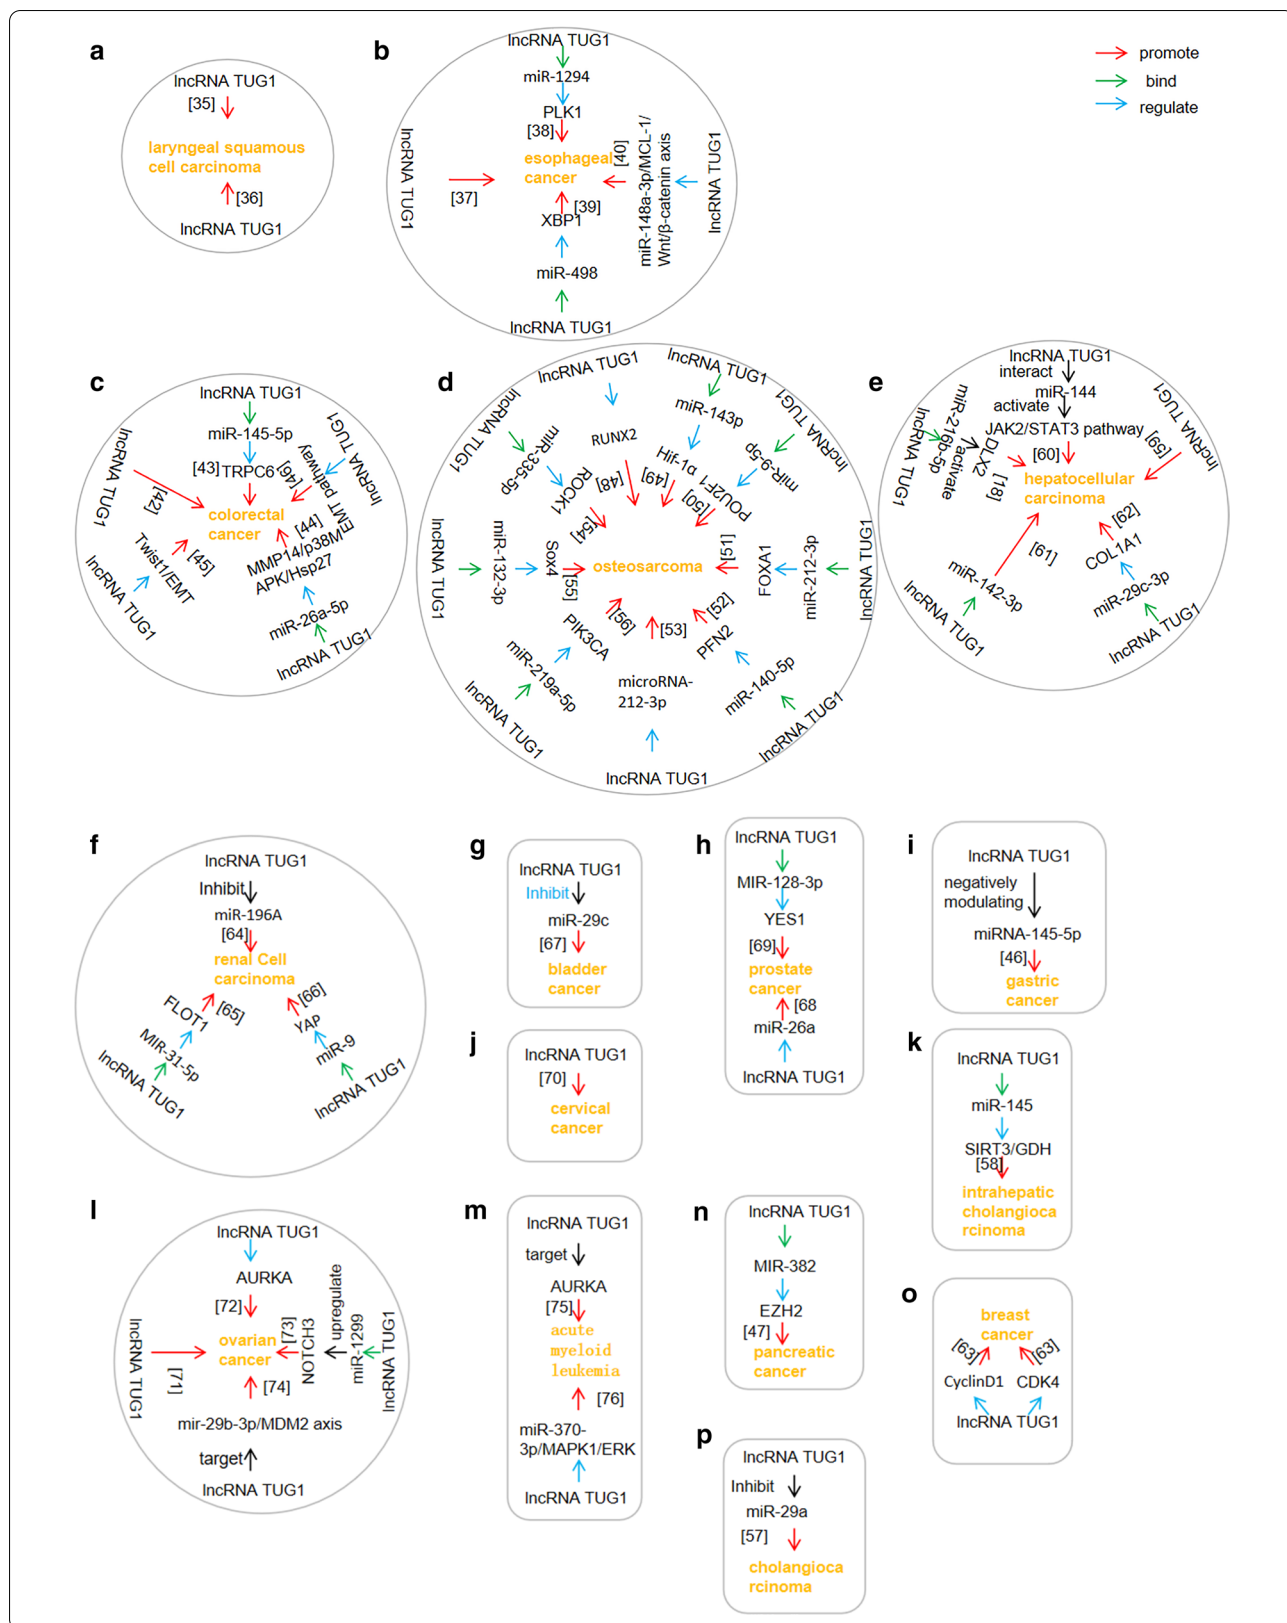 promote
bind
regulate
a
lncRNA TUG1
[35]
laryngeal squamous
cell carcinoma
[36]
lncRNA TUG1
b
lncRNA TUG1
miR-1294
PLK1
[38]
lncRNA TUG1
[37]
esophageal
cancer
[40]
miR-148a-3p/MCL-1/
Wnt/β-catenin axis
lncRNA TUG1
[39]
XBP1
miR-498
lncRNA TUG1
c
lncRNA TUG1
miR-145-5p
[43]
TRPC6
lncRNA TUG1
[42]
lncRNA TUG1
EMT pathway
[46]
colorectal
cancer
[44]
MMP14/p38M
APK/Hsp27
miR-26a-5p
lncRNA TUG1
[45]
Twist1/EMT
lncRNA TUG1
d
lncRNA TUG1
RUNX2
[48]
lncRNA TUG1
miR-143p
Hif-1α
[49]
lncRNA TUG1
miR-9-5p
POU2F1
[50]
lncRNA TUG1
miR-335-5p
ROCK1
[54]
lncRNA TUG1
miR-132-3p
Sox4
[55]
osteosarcoma
[51]
FOXA1
miR-212-3p
lncRNA TUG1
[56]
PIK3CA
miR-219a-5p
lncRNA TUG1
[53]
microRNA-
212-3p
lncRNA TUG1
[52]
PFN2
miR-140-5p
lncRNA TUG1
e
lncRNA TUG1
interact
miR-144
activate
JAK2/STAT3 pathway
[60]
lncRNA TUG1
miR-216b-5p
activate
DLX2
[18]
lncRNA TUG1
[59]
hepatocellular
carcinoma
[61]
miR-142-3p
lncRNA TUG1
[62]
COL1A1
miR-29c-3p
lncRNA TUG1
f
lncRNA TUG1
Inhibit
miR-196A
[64]
renal Cell
carcinoma
[65]
FLOT1
MIR-31-5p
lncRNA TUG1
[66]
YAP
miR-9
lncRNA TUG1
g
lncRNA TUG1
Inhibit
miR-29c
[67]
bladder
cancer
h
lncRNA TUG1
MIR-128-3p
YES1
[69]
prostate
cancer
[68
miR-26a
lncRNA TUG1
i
lncRNA TUG1
negatively
modulating
miRNA-145-5p
[46]
gastric
cancer
j
lncRNA TUG1
[70]
cervical
cancer
k
lncRNA TUG1
miR-145
SIRT3/GDH
[58]
intrahepatic
cholangioca
rcinoma
l
lncRNA TUG1
AURKA
[72]
lncRNA TUG1
[71]
ovarian
cancer
[73]
NOTCH3
upregulate
miR-1299
lncRNA TUG1
[74]
mir-29b-3p/MDM2 axis
target
lncRNA TUG1
m
lncRNA TUG1
target
AURKA
[75]
acute
myeloid
leukemia
[76]
miR-370-
3p/MAPK1/ERK
lncRNA TUG1
n
lncRNA TUG1
MIR-382
EZH2
[47]
pancreatic
cancer
o
breast
cancer
[63]
[63]
CyclinD1
CDK4
lncRNA TUG1
p
lncRNA TUG1
Inhibit
miR-29a
[57]
cholangioca
rcinoma